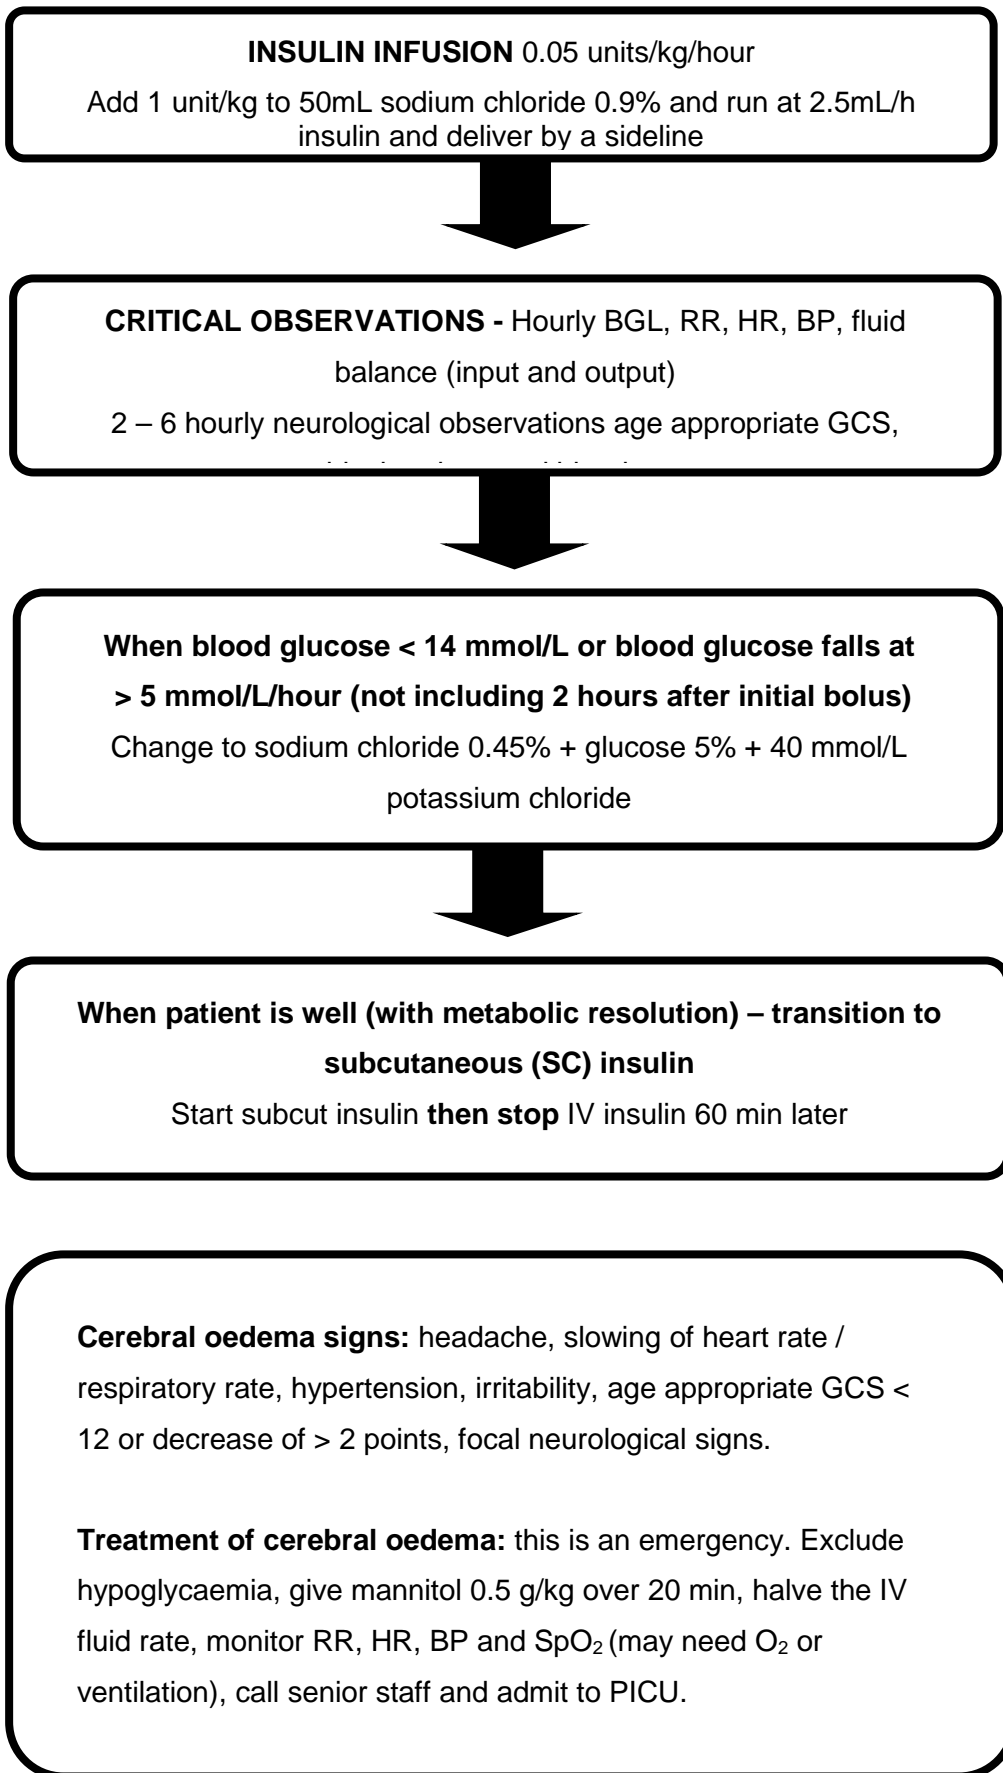 INSULIN INFUSION 0.05 units/kg/hour
Add 1 unit/kg to 50mL sodium chloride 0.9% and run at 2.5mL/h
insulin and deliver by a sideline
CRITICAL OBSERVATIONS - Hourly BGL, RR, HR, BP, fluid
balance (input and output)
2 – 6 hourly neurological observations age appropriate GCS,
When blood glucose < 14 mmol/L or blood glucose falls at
> 5 mmol/L/hour (not including 2 hours after initial bolus)
Change to sodium chloride 0.45% + glucose 5% + 40 mmol/L
potassium chloride
When patient is well (with metabolic resolution) – transition to
subcutaneous (SC) insulin
Start subcut insulin then stop IV insulin 60 min later
Cerebral oedema signs: headache, slowing of heart rate /
respiratory rate, hypertension, irritability, age appropriate GCS <
12 or decrease of > 2 points, focal neurological signs.
Treatment of cerebral oedema: this is an emergency. Exclude
hypoglycaemia, give mannitol 0.5 g/kg over 20 min, halve the IV
fluid rate, monitor RR, HR, BP and SpO₂ (may need O₂ or
ventilation), call senior staff and admit to PICU.